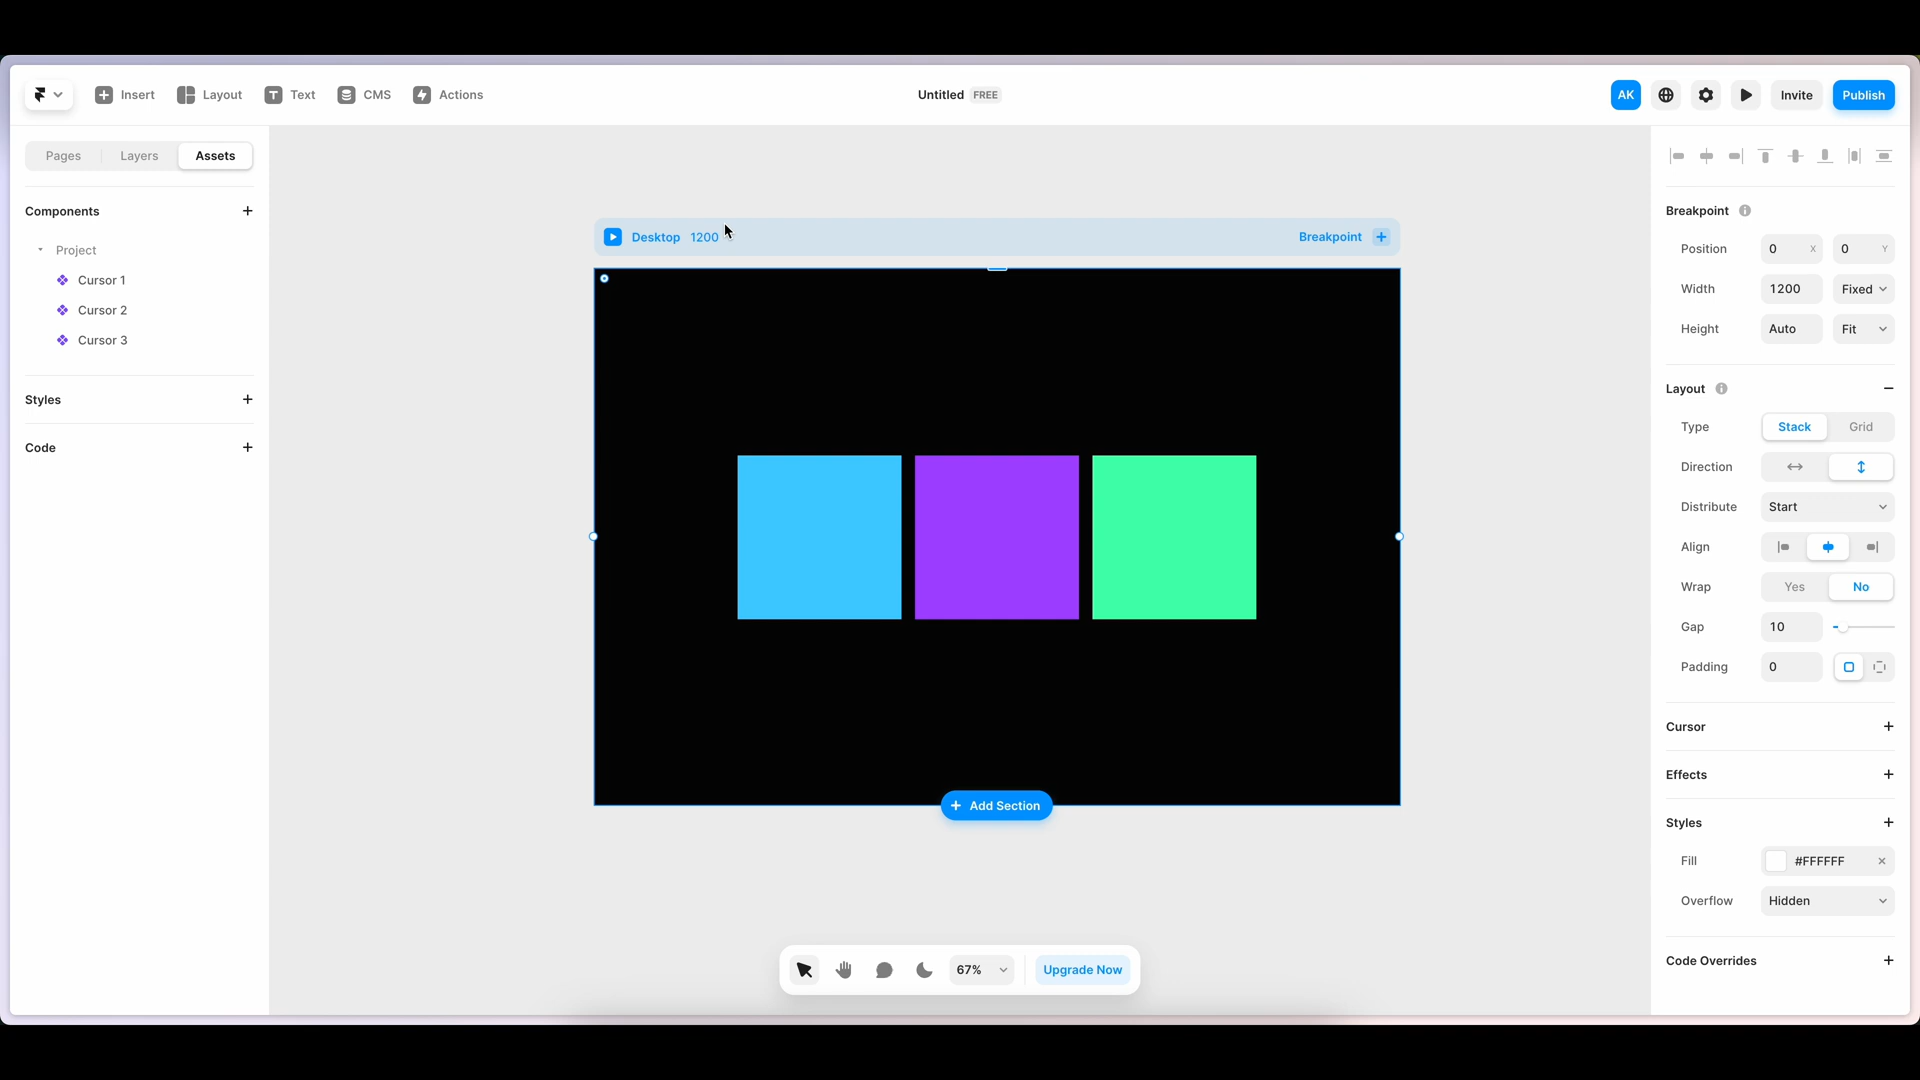 Insert
Layout
Text
CMS
Actions
Untitled FREE
AK
Invite
Publish
Pages
Layers
Assets
Components
Project
Cursor 1
Cursor 2
Cursor 3
Styles
Code
Desktop 1200
Breakpoint
Add Section
67%
Upgrade Now
Breakpoint
Position 0 X 0 Y
Width 1200 Fixed
Height Auto Fit
Layout
Type Stack Grid
Direction
Distribute Start
Align
Wrap Yes No
Gap 10
Padding 0
Cursor
Effects
Styles
Fill #FFFFFF
Overflow Hidden
Code Overrides